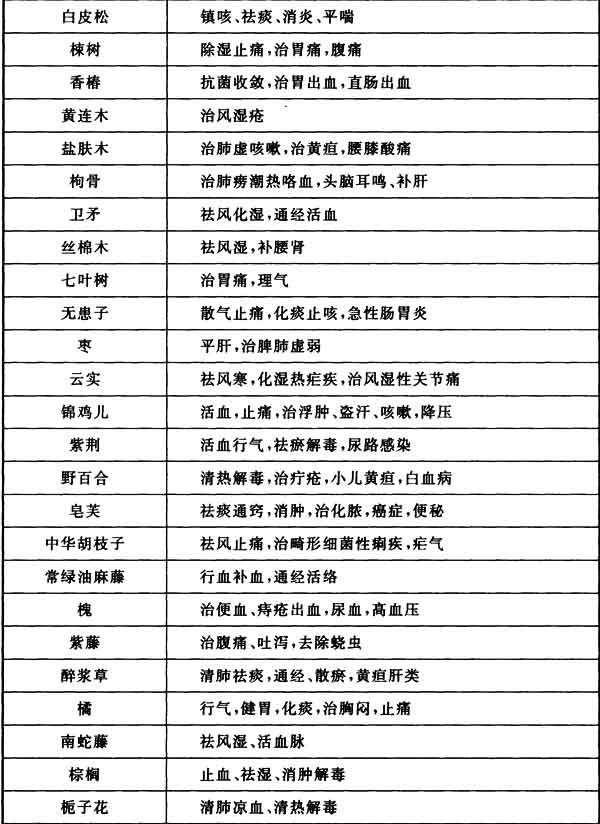 白皮松 镇咳、祛痰、消炎、平喘
楝树 除湿止痛,治胃痛,腹痛
香椿 抗菌收敛,治胃出血,直肠出血
黄连木 治风湿疮
盐肤木 治肺虚咳嗽,治黄疸,腰膝酸痛
枸骨 治肺痨潮热咯血,头脑耳鸣、补肝
卫矛 祛风化湿,通经活血
丝棉木 祛风湿,补腰肾
七叶树 治胃痛,理气
无患子 散气止痛,化痰止咳,急性肠胃炎
枣 平肝,治脾肺虚弱
云实 祛风寒,化湿热疟疾,治风湿性关节痛
锦鸡儿 活血,止痛,治浮肿、盗汗、咳嗽,降压
紫荆 活血行气,祛瘀解毒,尿路感染
野百合 清热解毒,治疔疮,小儿黄疸,白血病
皂荚 祛痰通窍,消肿,治化脓,癌症,便秘
中华胡枝子 祛风止痛,治畸形细菌性痢疾,疟气
常绿油麻藤 行血补血,通经活络
槐 治便血、痔疮出血,尿血,高血压
紫藤 治腹痛、吐泻,去除蛲虫
醉浆草 清肺祛痰,通经、散瘀,黄疸肝类
橘 行气,健胃,化痰,治胸闷,止痛
南蛇藤 祛风湿、活血脉
棕榈 止血、祛湿、消肿解毒
栀子花 清肺凉血、清热解毒